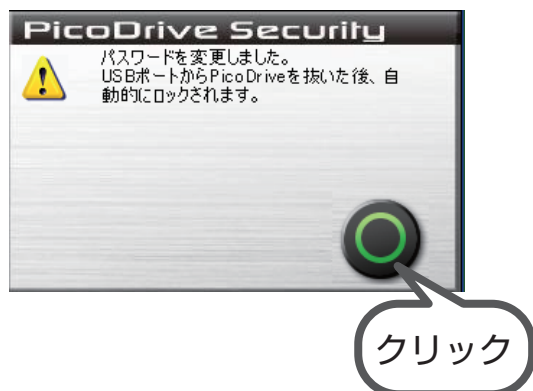 PicoDrive Security
パスワードを変更しました。
USBポートからPicoDriveを抜いた後、自
動的にロックされます。
クリック